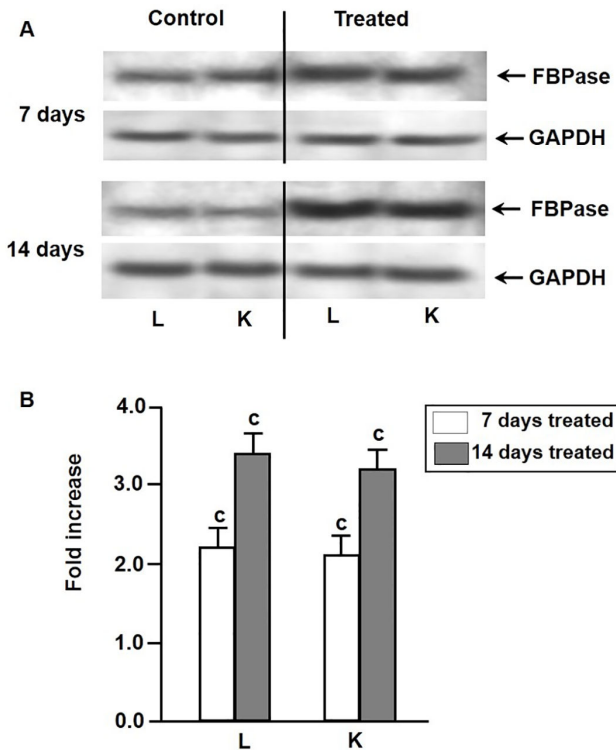 A
Control Treated
FBPase
7 days
GAPDH
FBPase
14 days
GAPDH
L K L K
B
4.0
3.0
2.0
1.0
0.0
Fold increase
c c
c c
L K
7 days treated
14 days treated